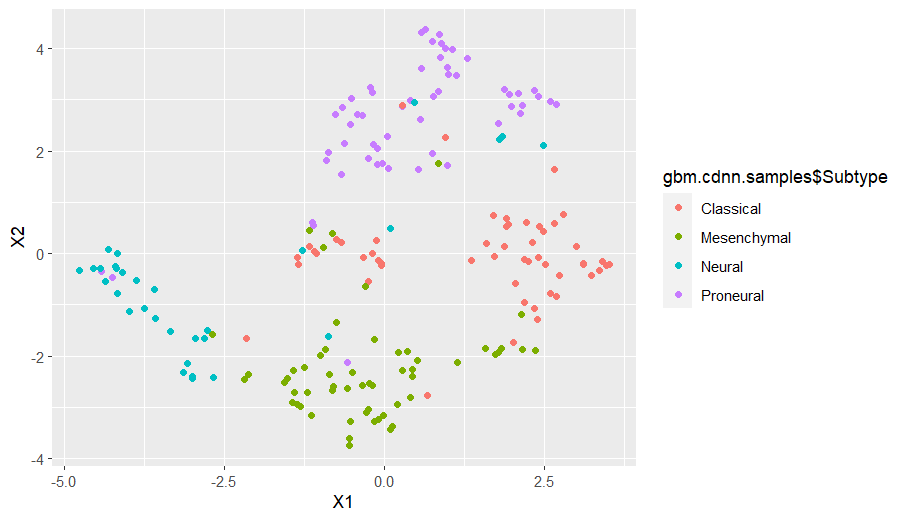 4
2
0
-2
-4
X2
-5.0
-2.5
0.0
2.5
X1
gbm.cdnn.samples$Subtype
Classical
Mesenchymal
Neural
Proneural